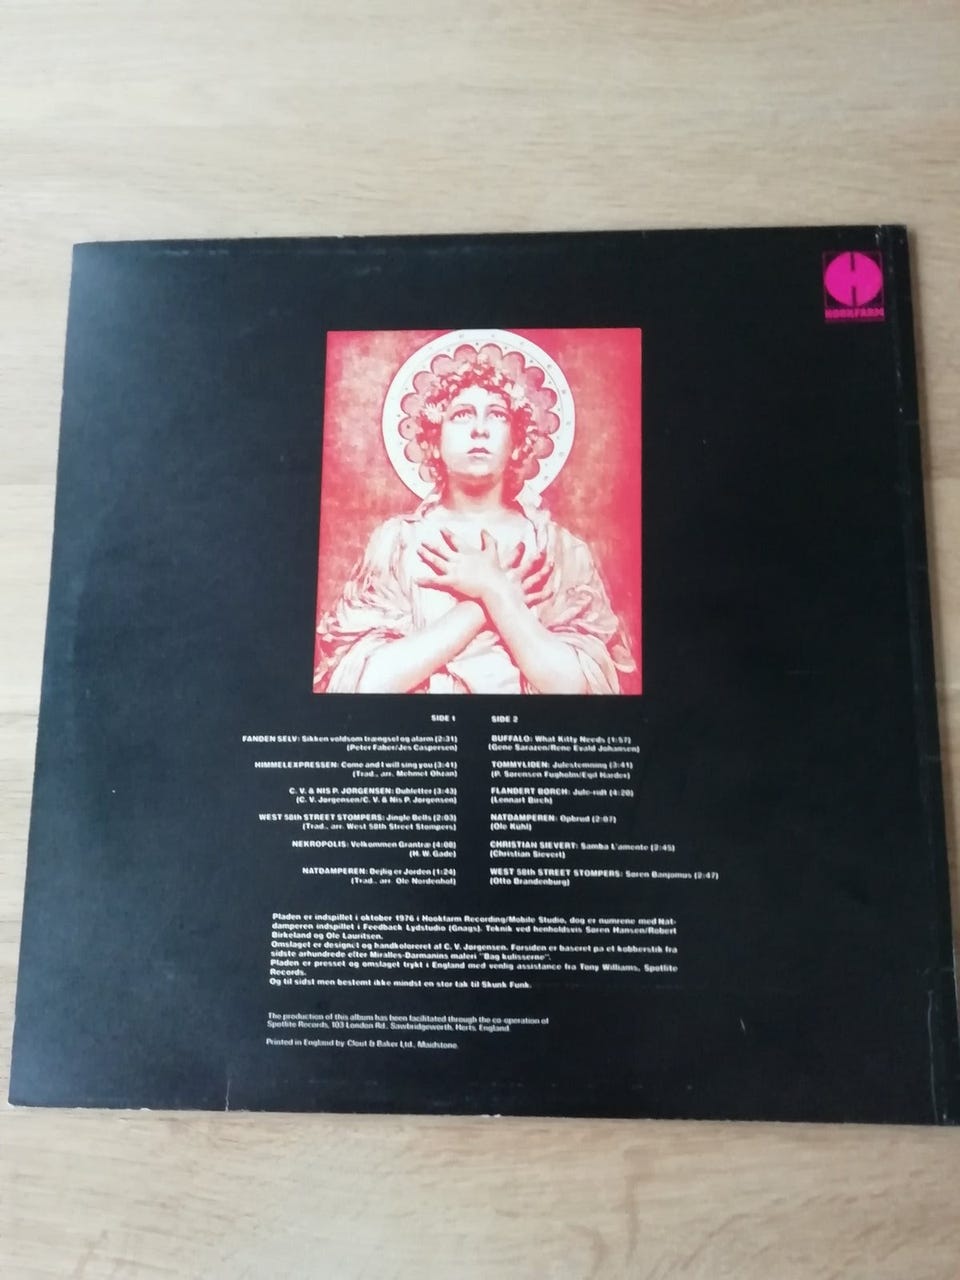 HOOKFARM
SIDE 1
FANDEN SELV: Sikken voldsom trængsel og alarm (2:31)
(Peter Faber/Jes Caspersen)
HIMMELEXPRESSEN: Come and I will sing you (3:41)
(Trad., arr. Mehmet Ozan)
C. V. & NIS P. JØRGENSEN: Dubletter (3:43)
(C. V. Jørgensen/C. V. & Nis P. Jørgensen)
WEST 58th STREET STOMPERS: Jingle Bells (2:03)
(Trad., arr. West 58th Street Stompers)
NEKROPOLIS: Velkommen Grantræ (4:08)
(N. W. Gade)
NATDAMPEREN: Dejlig er Jorden (1:24)
(Trad., arr. Ole Nordenhof)
SIDE 2
BUFFALO: What Kitty Needs (1:57)
(Gene Sarazen/Rene Evald Johansen)
TOMMYLIDEN: Julestemning (3:41)
(P. Sørensen Fugholm/Egil Harder)
FLANDERT BORCH: Jule-ridt (4:20)
(Lennart Birch)
NATDAMPEREN: Opbrud (2:07)
(Ole Kühl)
CHRISTIAN SIEVERT: Samba L'amente (2:45)
(Christian Sievert)
WEST 58th STREET STOMPERS: Søren Banjomus (2:47)
(Otto Brandenburg)
Pladen er indspillet i oktober 1976 i Hookfarm Recording/Mobile Studio, dog er numrene med Nat-
damperen indspillet i Feedback Lydstudio (Gnags). Teknik ved henholdsvis Søren Hansen/Robert
Birkeland og Ole Lauritsen.
Omslaget er designet og handkoloreret af C. V. Jørgensen. Forsiden er baseret pa et kobberstik fra
sidste arhundrede efter Miralles-Darmanins maleri "Bag kulisserne".
Pladen er presset og omslaget trykt i England med venlig assistance fra Tony Williams, Spotlite
Records.
Og til sidst men bestemt ikke mindst en stor tak til Skunk Funk.
The production of this album has been facilitated through the co-operation of
Spotlite Records, 103 London Rd., Sawbridgeworth, Herts, England.
Printed in England by Clout & Baker Ltd., Maidstone.